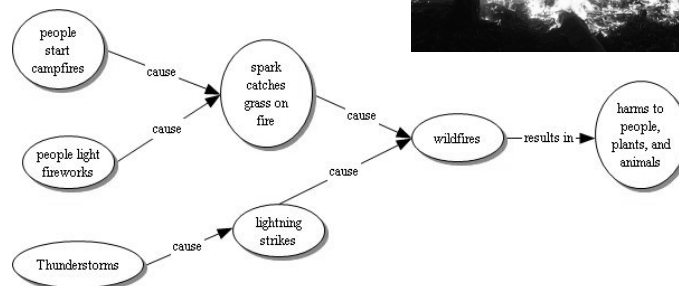 people
start
campfires
cause
spark
catches
grass on
fire
people light
fireworks
cause
cause
wildfires
results in
harms to
people,
plants, and
animals
Thunderstorms
cause
lightning
strikes
cause